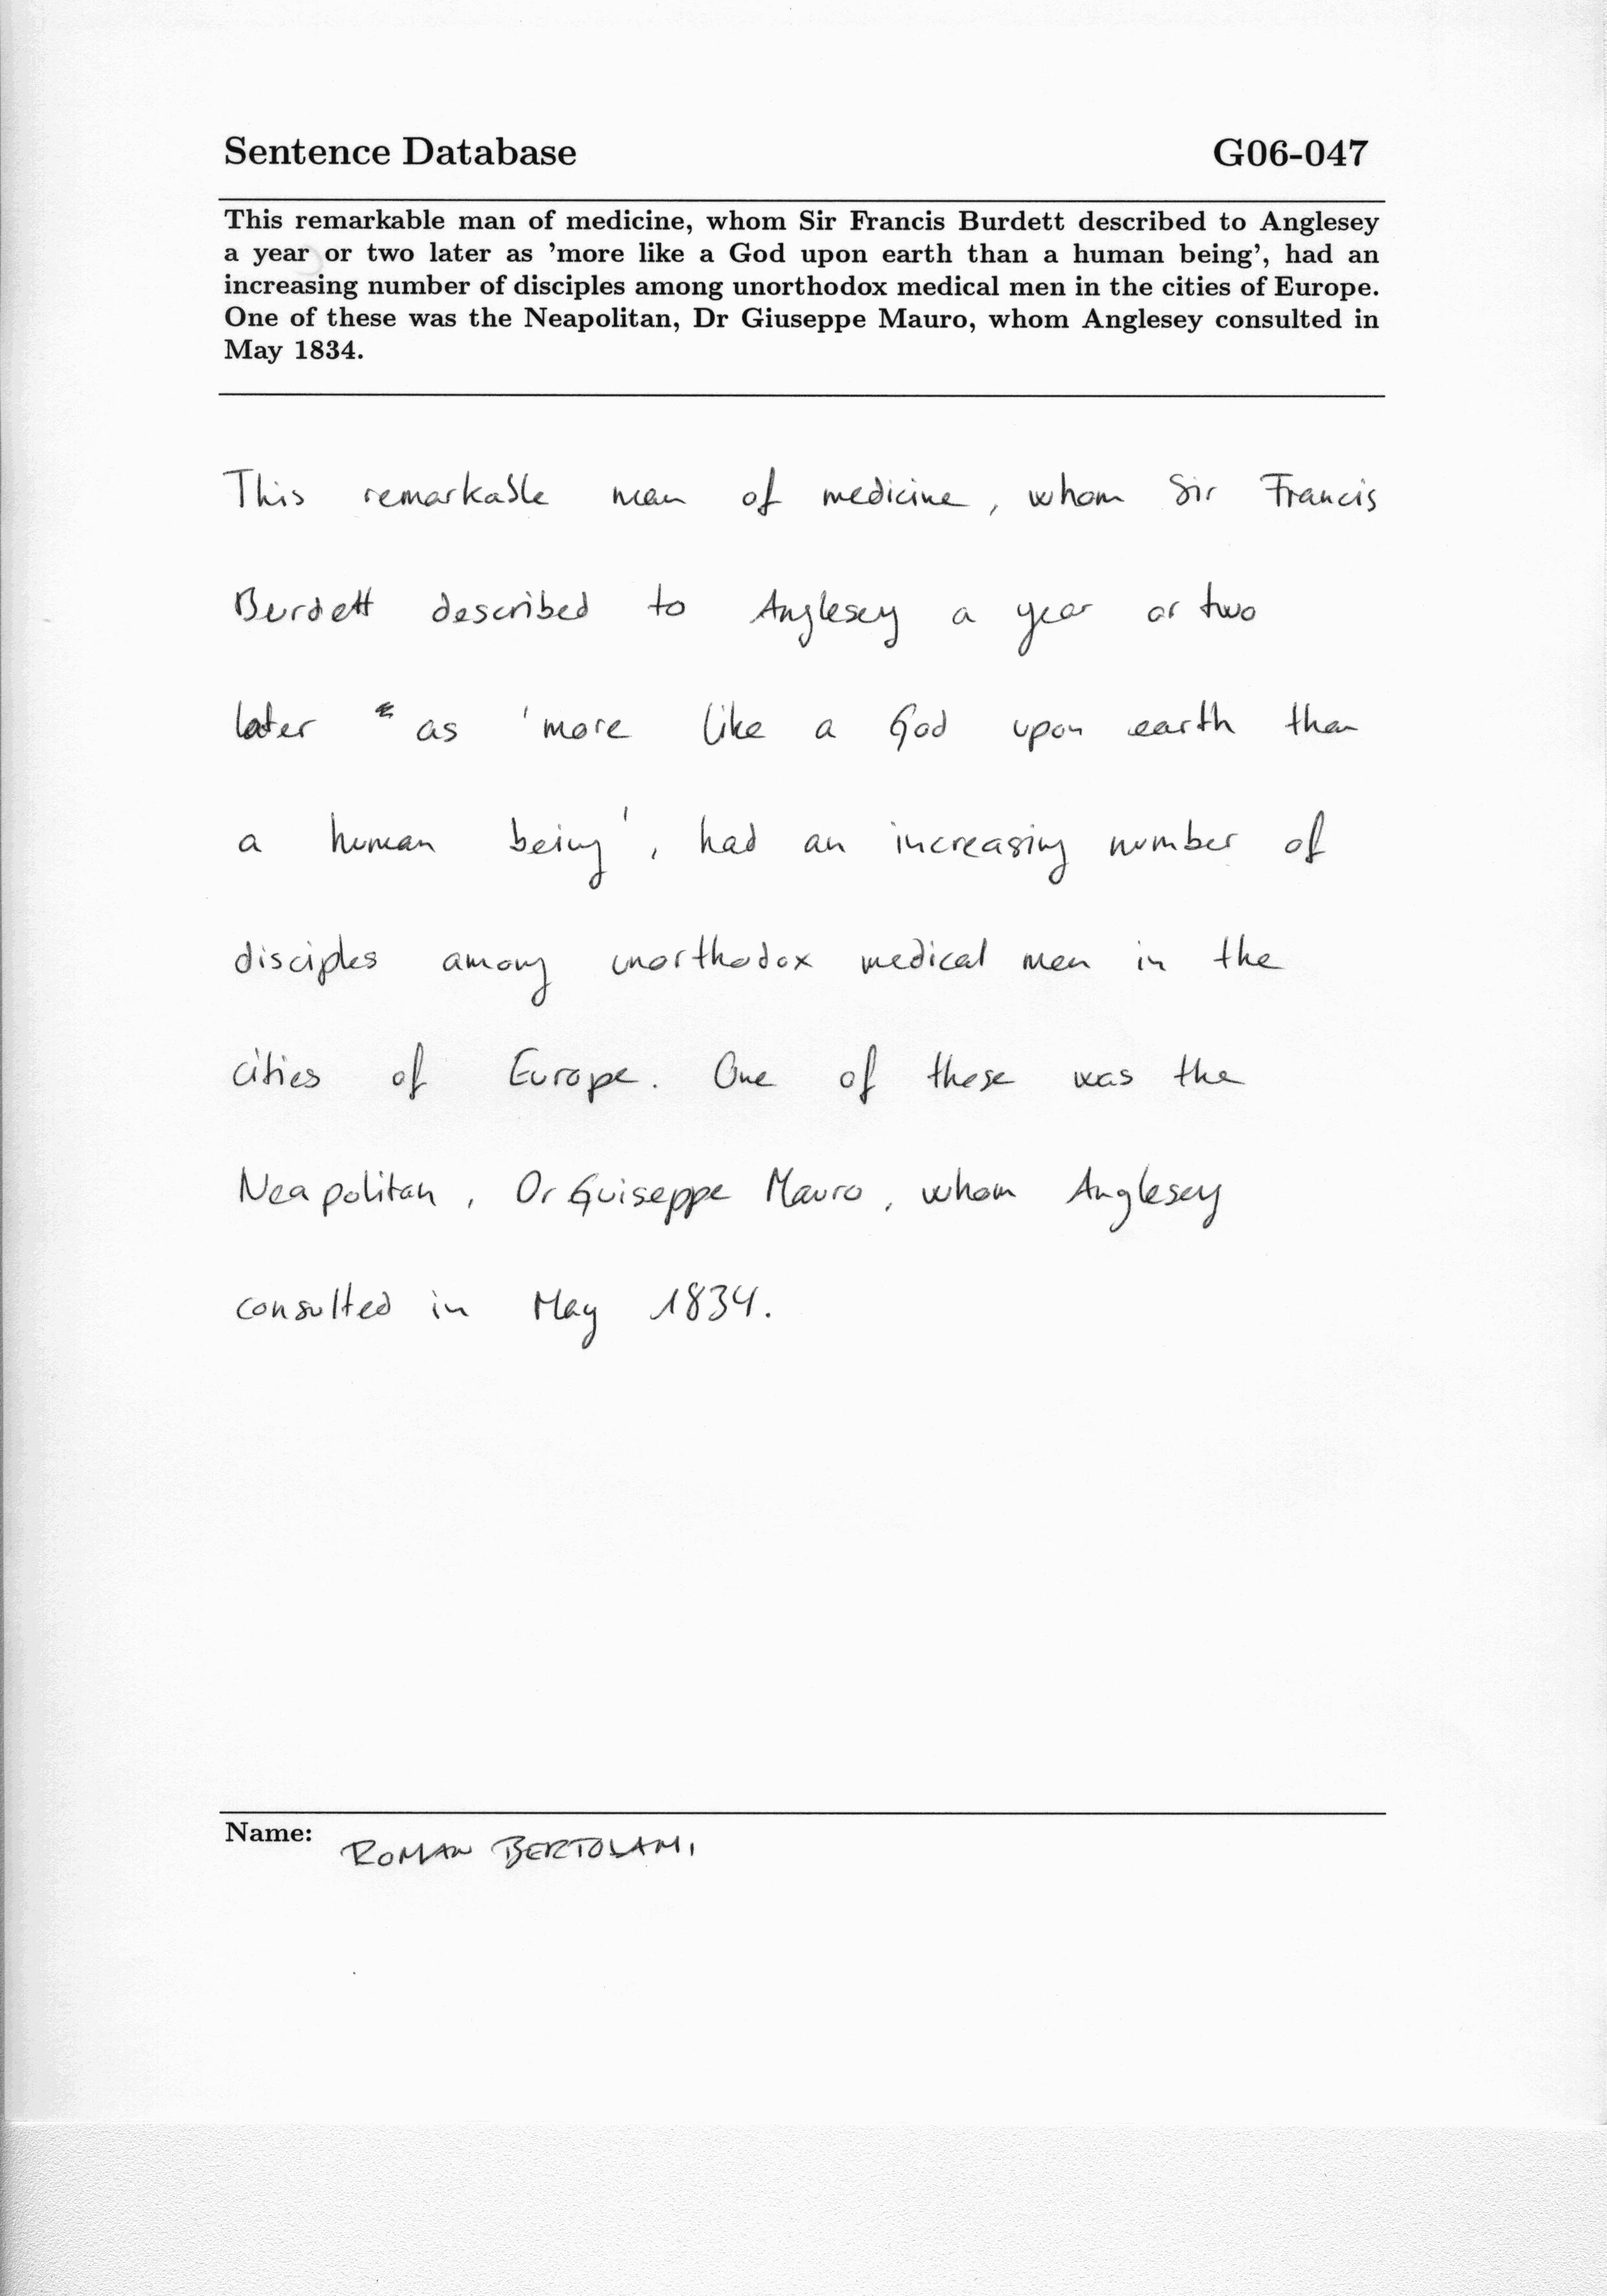 Sentence Database G06-047
This remarkable man of medicine, whom Sir Francis Burdett described to Anglesey
a year or two later as 'more like a God upon earth than a human being', had an
increasing number of disciples among unorthodox medical men in the cities of Europe.
One of these was the Neapolitan, Dr Giuseppe Mauro, whom Anglesey consulted in
May 1834.
This remarkable man of medicine, whom Sir Francis
Burdett described to Anglesey a year or two
later as 'more like a God upon earth than
a human being', had an increasing number of
disciples among unorthodox medical men in the
cities of Europe. One of these was the
Neapolitan, Dr Guiseppe Mauro, whom Anglesey
consulted in May 1834.
Name: ROMAN BERTOLAMI